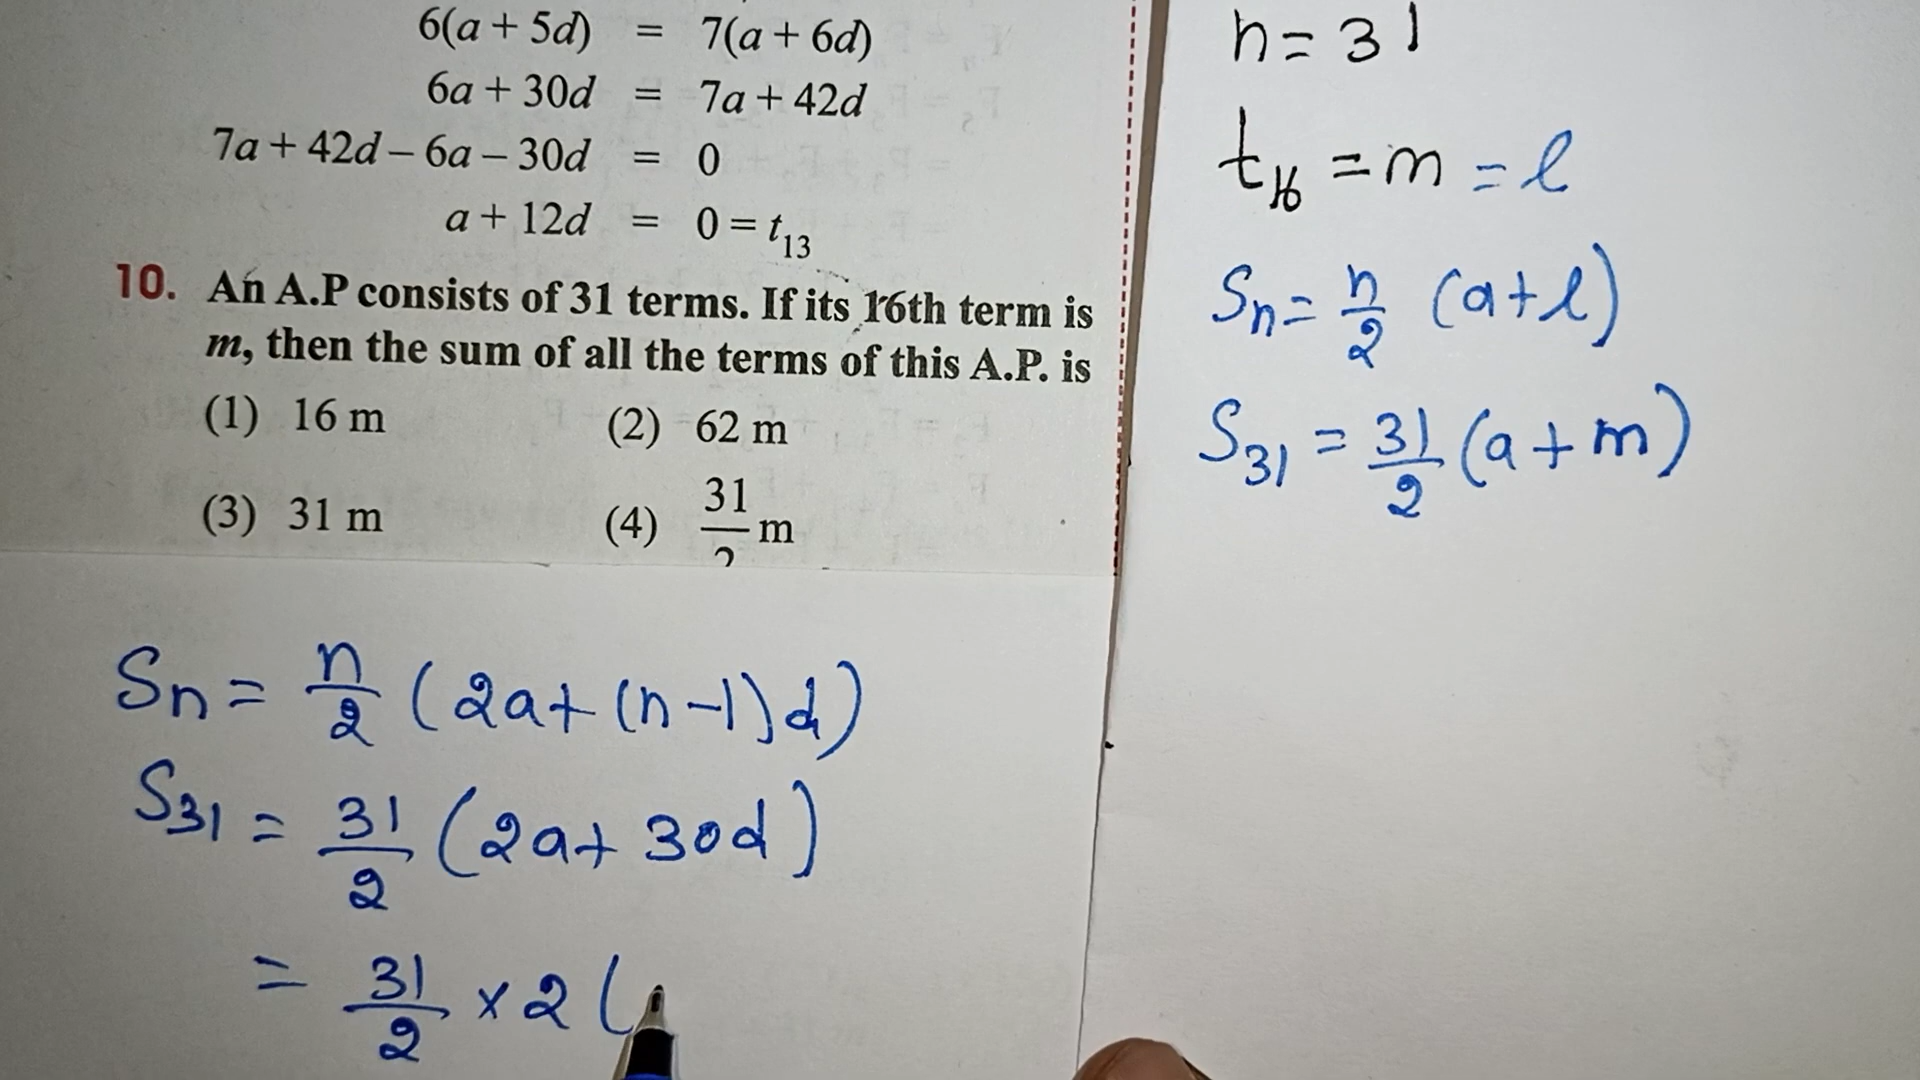 6(a + 5d) = 7(a + 6d)
6a + 30d = 7a + 42d
7a + 42d – 6a – 30d = 0
a + 12d = 0 = t₁₃
10. An A.P consists of 31 terms. If its 16th term is
m, then the sum of all the terms of this A.P. is
(1) 16 m (2) 62 m
(3) 31 m (4) 31/2 m
Sn = n/2 (2a + (n-1)d)
S31 = 31/2 (2a + 30d)
= 31/2 × 2 (
n = 31
t16 = m = l
Sn = n/2 (a+l)
S31 = 31/2 (a+m)